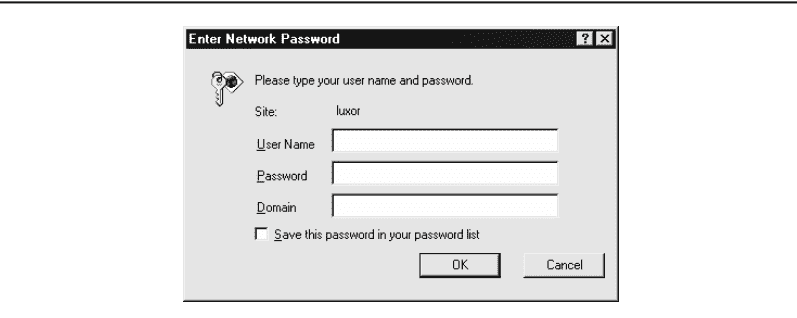 Enter Network Password
? X
Please type your user name and password.
Site: luxor
User Name
Password
Domain
Save this password in your password list
OK Cancel